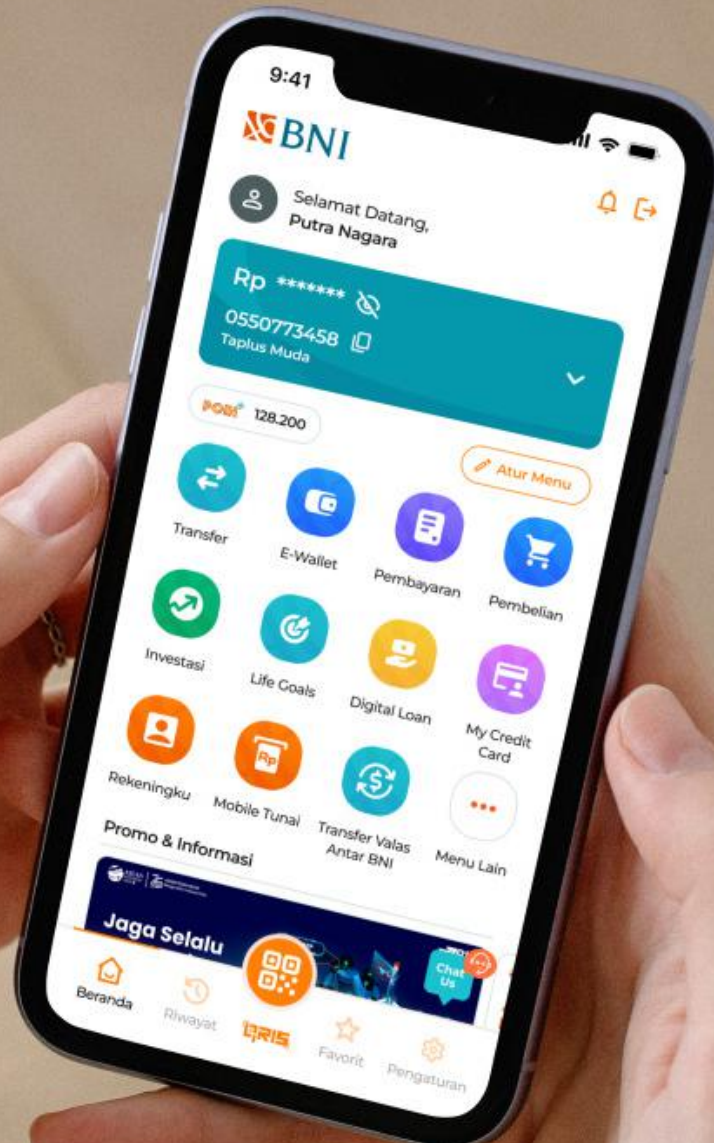 9:41
BNI
Selamat Datang,
Putra Nagara
Rp *******
0550773458
Taplus Muda
POIN+ 128.200
Atur Menu
Transfer
E-Wallet
Pembayaran
Pembelian
Investasi
Life Goals
Digital Loan
My Credit
Card
Rekeningku
Rp
Mobile Tunai
Transfer Valas
Antar BNI
Menu Lain
Promo & Informasi
Jaga Selalu
Chat
Us
Beranda
Riwayat
QRIS
Favorit
Pengaturan